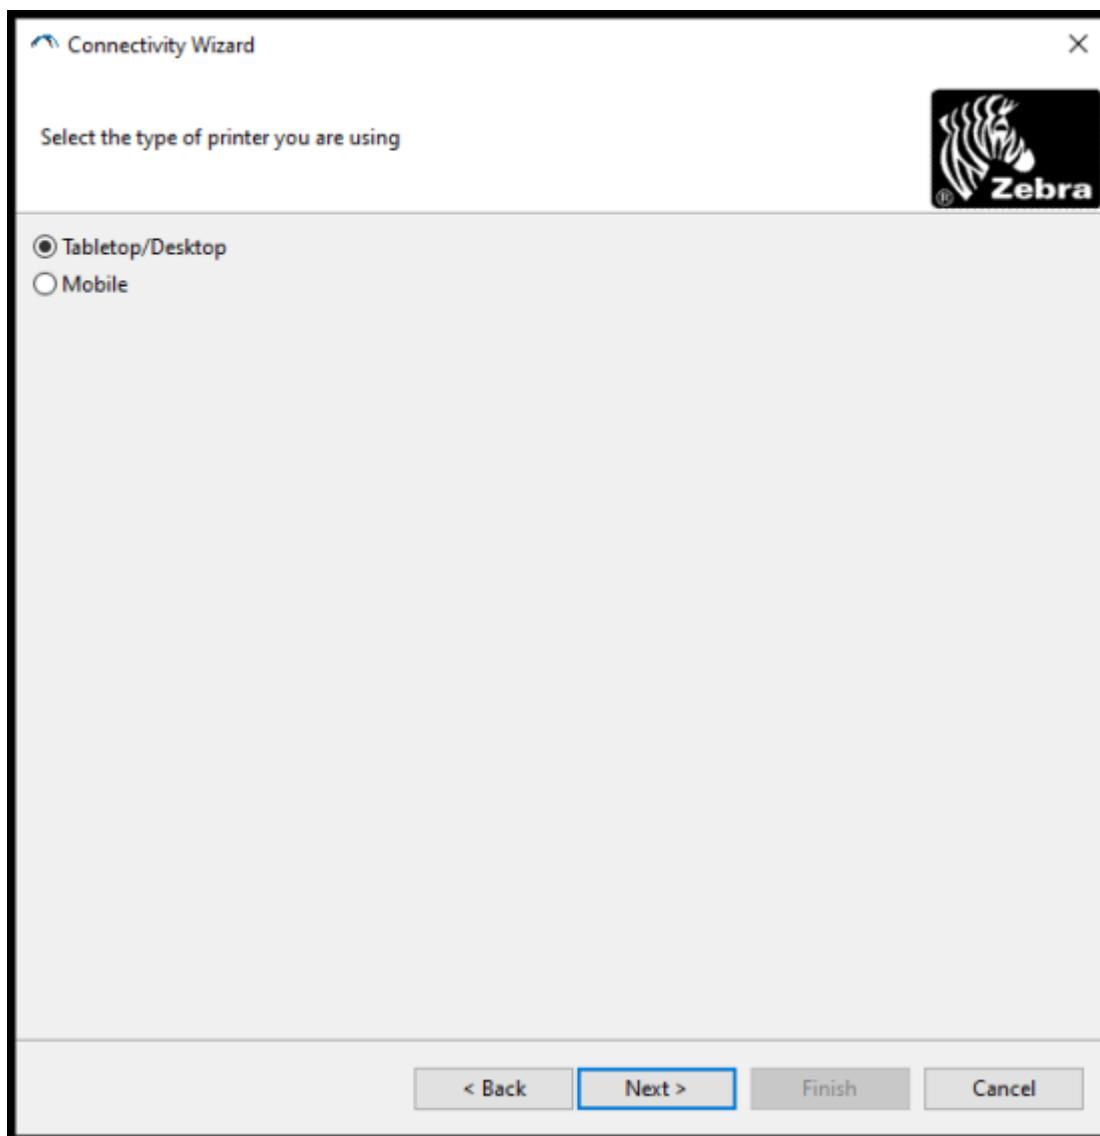 Connectivity Wizard
Select the type of printer you are using
® Zebra
Tabletop/Desktop
Mobile
< Back Next > Finish Cancel